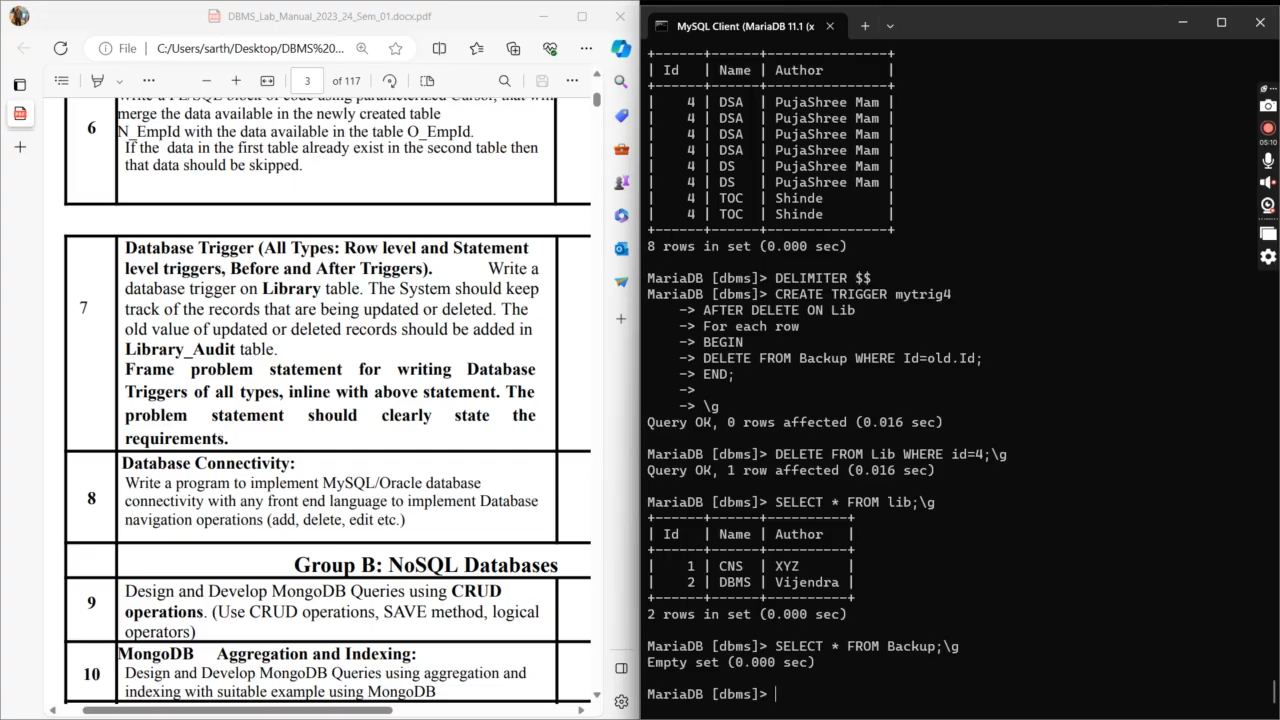 DBMS_Lab_Manual_2023_24_Sem_01.docx.pdf
File
C:/Users/sarth/Desktop/DBMS%20...
3
of 117
Write a PL/SQL block of code using parameterized Cursor, that will
merge the data available in the newly created table
6
N_EmpId with the data available in the table O_EmpId.
If the data in the first table already exist in the second table then
that data should be skipped.
Database Trigger (All Types: Row level and Statement
level triggers, Before and After Triggers). Write a
database trigger on Library table. The System should keep
7
track of the records that are being updated or deleted. The
old value of updated or deleted records should be added in
Library_Audit table.
Frame problem statement for writing Database
Triggers of all types, inline with above statement. The
problem statement should clearly state the
requirements.
Database Connectivity:
Write a program to implement MySQL/Oracle database
8
connectivity with any front end language to implement Database
navigation operations (add, delete, edit etc.)
Group B: NoSQL Databases
Design and Develop MongoDB Queries using CRUD
9
operations. (Use CRUD operations, SAVE method, logical
operators)
MongoDB Aggregation and Indexing:
10
Design and Develop MongoDB Queries using aggregation and
indexing with suitable example using MongoDB
MySQL Client (MariaDB 11.1 (x
+------+------+---------------+
| Id | Name | Author |
+------+------+---------------+
| 4 | DSA | PujaShree Mam |
| 4 | DSA | PujaShree Mam |
| 4 | DSA | PujaShree Mam |
| 4 | DSA | PujaShree Mam |
| 4 | DS | PujaShree Mam |
| 4 | DS | PujaShree Mam |
| 4 | TOC | Shinde |
| 4 | TOC | Shinde |
+------+------+---------------+
8 rows in set (0.000 sec)
MariaDB [dbms]> DELIMITER $$
MariaDB [dbms]> CREATE TRIGGER mytrig4
-> AFTER DELETE ON Lib
-> For each row
-> BEGIN
-> DELETE FROM Backup WHERE Id=old.Id;
-> END;
->
-> \g
Query OK, 0 rows affected (0.016 sec)
MariaDB [dbms]> DELETE FROM Lib WHERE id=4;\g
Query OK, 1 row affected (0.016 sec)
MariaDB [dbms]> SELECT * FROM lib;\g
+------+------+----------+
| Id | Name | Author |
+------+------+----------+
| 1 | CNS | XYZ |
| 2 | DBMS | Vijendra |
+------+------+----------+
2 rows in set (0.000 sec)
MariaDB [dbms]> SELECT * FROM Backup;\g
Empty set (0.000 sec)
MariaDB [dbms]>
05:10